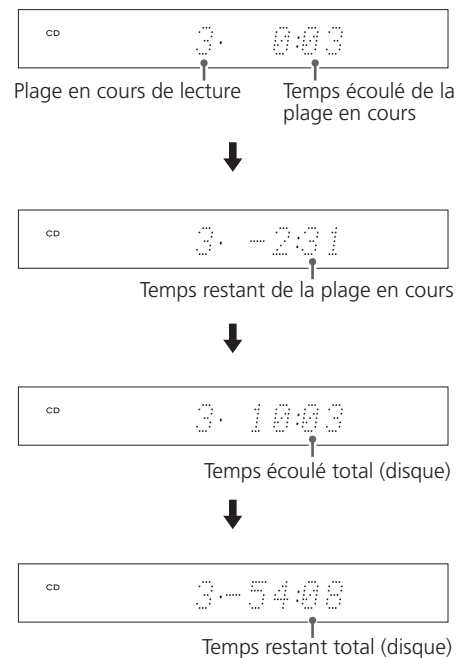 CD 3. 0:03
Plage en cours de lecture
Temps écoulé de la
plage en cours
CD 3. -2:31
Temps restant de la plage en cours
CD 3. 10:03
Temps écoulé total (disque)
CD 3.-54:08
Temps restant total (disque)